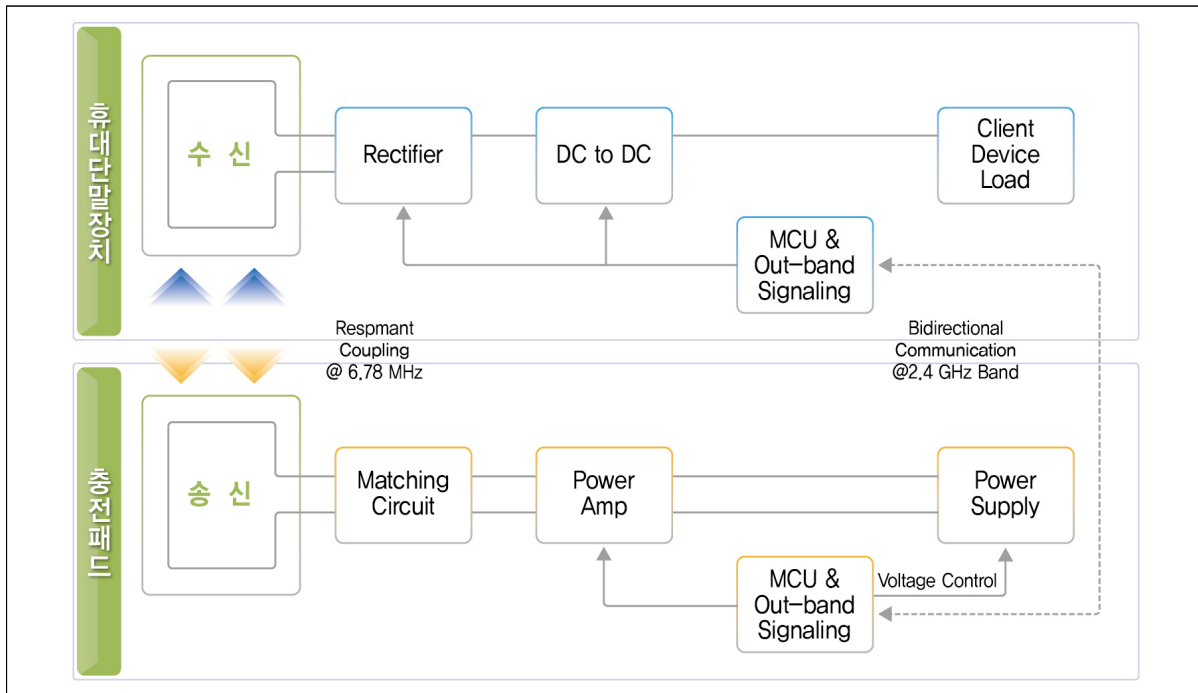 휴대단말장치
수 신
Rectifier
DC to DC
Client
Device
Load
MCU &
Out-band
Signaling
Respmant
Coupling
@ 6.78 MHz
Bidirectional
Communication
@2.4 GHz Band
충전패드
송 신
Matching
Circuit
Power
Amp
Power
Supply
MCU &
Out-band
Signaling
Voltage Control